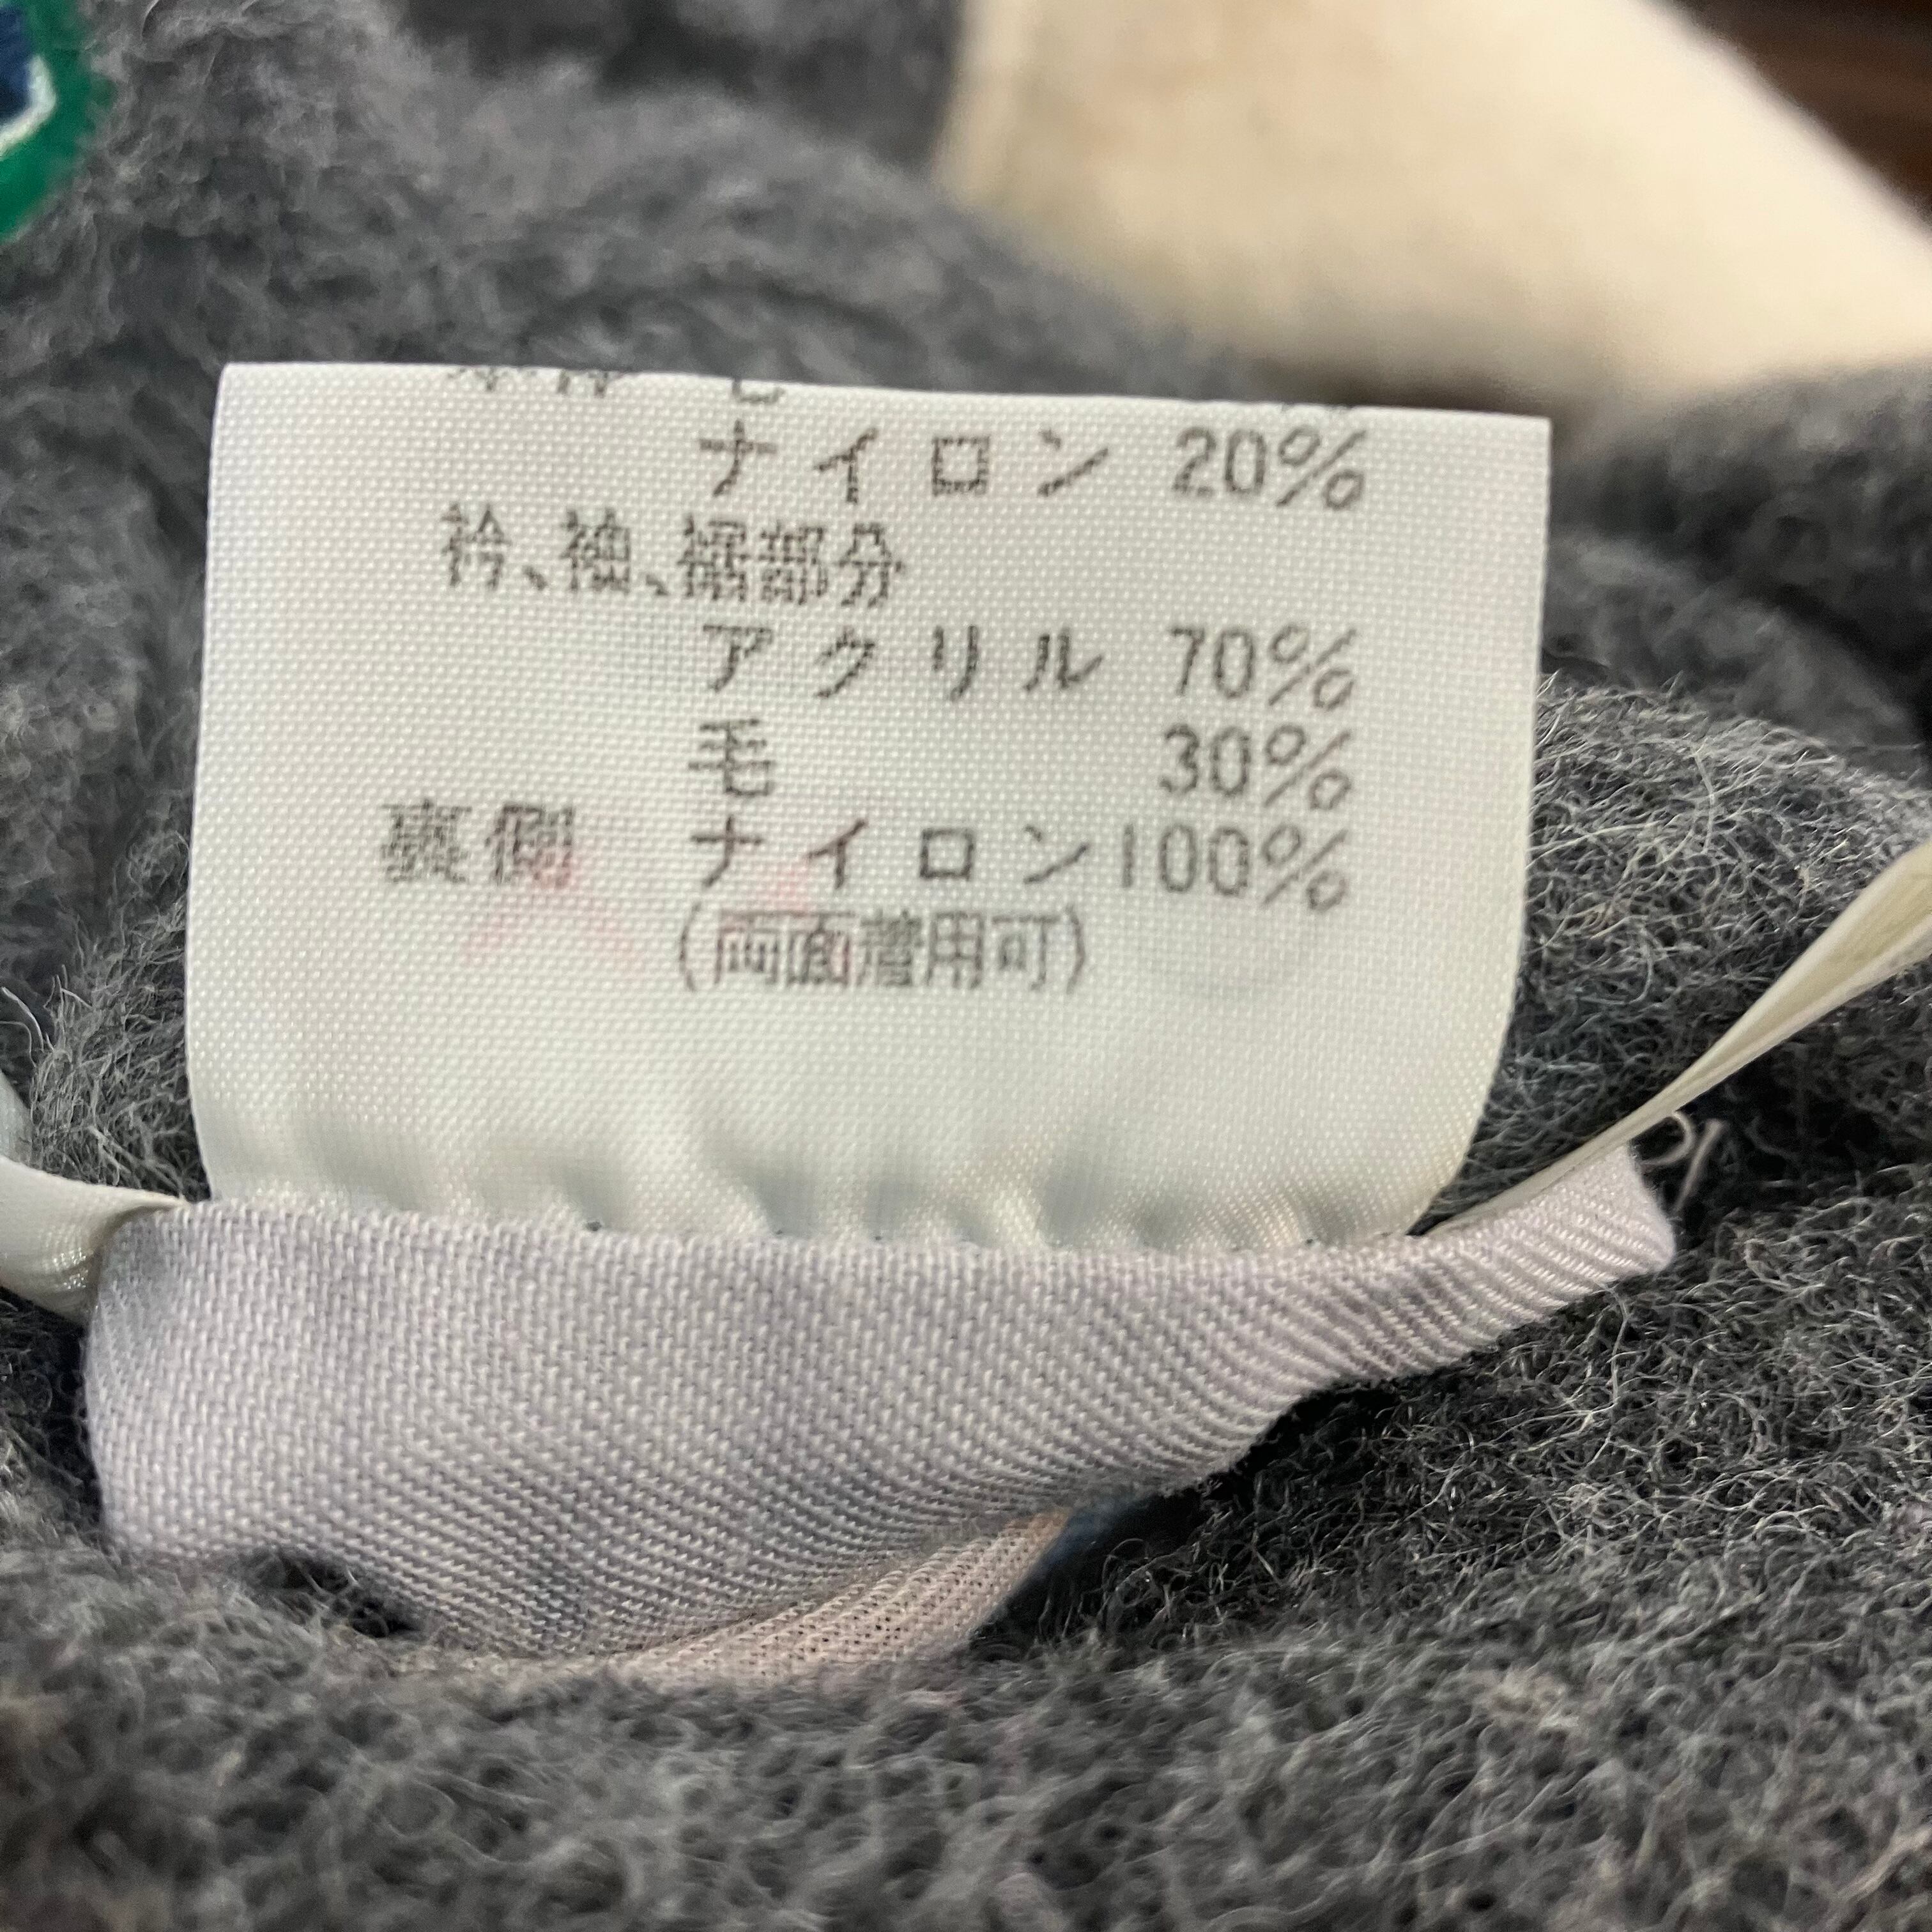 ナイロン 20%
衿、袖、裾部分
アクリル 70%
毛 30%
裏側 ナイロン100%
(両面着用可)